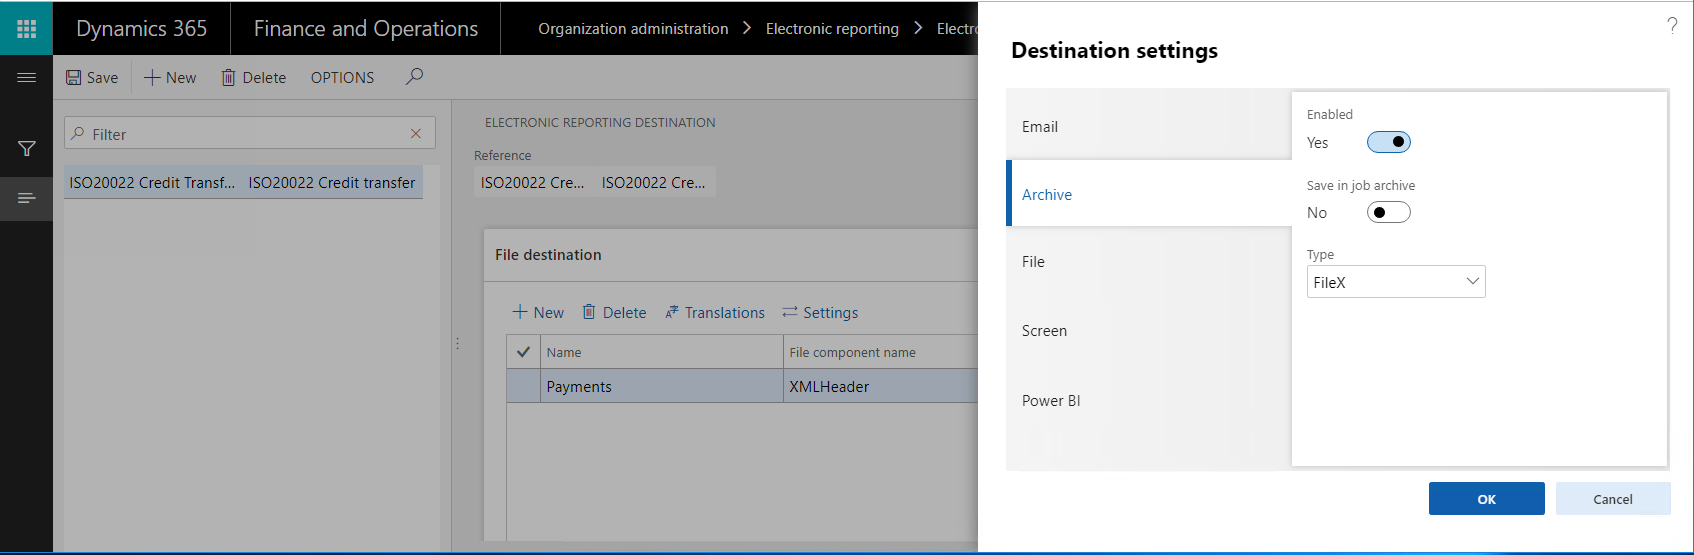 Dynamics 365
Finance and Operations
Organization administration > Electronic reporting > Electro
Save
New
Delete
OPTIONS
Filter
ISO20022 Credit Transf... ISO20022 Credit transfer
ELECTRONIC REPORTING DESTINATION
Reference
ISO20022 Cre... ISO20022 Cre...
File destination
New
Delete
Translations
Settings
Name
File component name
Payments
XMLHeader
?
Destination settings
Email
Archive
File
Screen
Power BI
Enabled
Yes
Save in job archive
No
Type
FileX
OK
Cancel